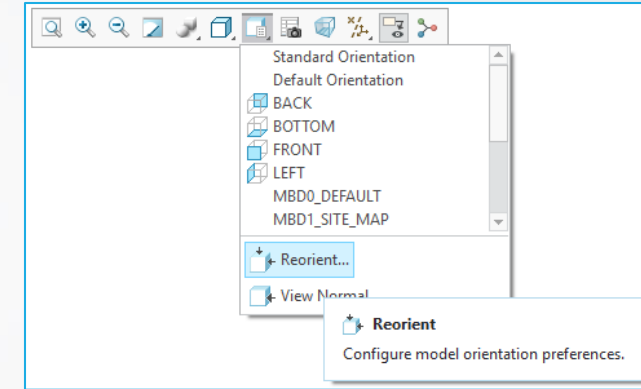 Standard Orientation
Default Orientation
BACK
BOTTOM
FRONT
LEFT
MBD0_DEFAULT
MBD1_SITE_MAP
Reorient...
View Normal
Reorient
Configure model orientation preferences.